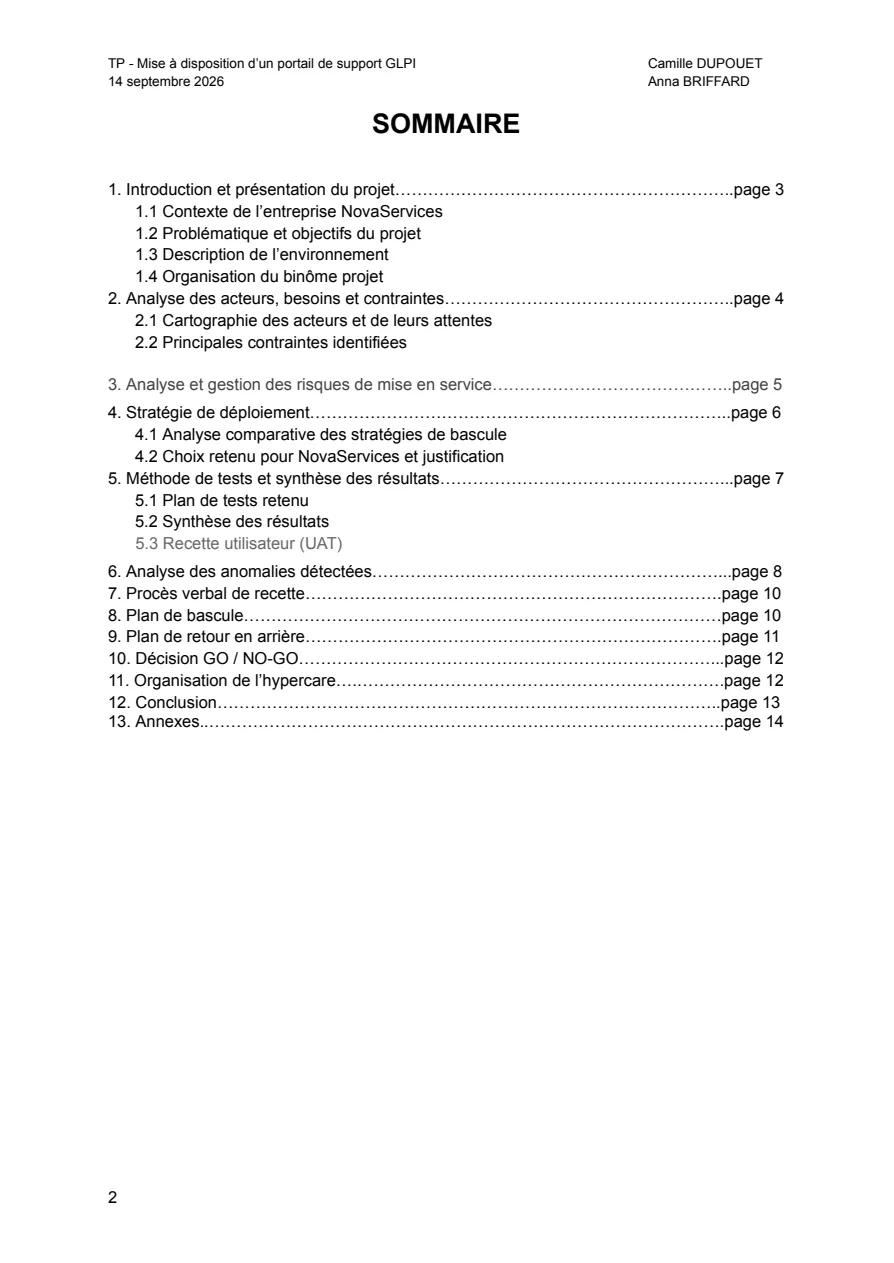 TP - Mise à disposition d’un portail de support GLPI
Camille DUPOUET
14 septembre 2026
Anna BRIFFARD
SOMMAIRE
1. Introduction et présentation du projet…………………………………………………….page 3
1.1 Contexte de l’entreprise NovaServices
1.2 Problématique et objectifs du projet
1.3 Description de l’environnement
1.4 Organisation du binôme projet
2. Analyse des acteurs, besoins et contraintes……………………………………………..page 4
2.1 Cartographie des acteurs et de leurs attentes
2.2 Principales contraintes identifiées
3. Analyse et gestion des risques de mise en service……………………………………..page 5
4. Stratégie de déploiement…………………………………………………………………..page 6
4.1 Analyse comparative des stratégies de bascule
4.2 Choix retenu pour NovaServices et justification
5. Méthode de tests et synthèse des résultats……………………………………………...page 7
5.1 Plan de tests retenu
5.2 Synthèse des résultats
5.3 Recette utilisateur (UAT)
6. Analyse des anomalies détectées………………………………………………………...page 8
7. Procès verbal de recette………………………………………………………………….page 10
8. Plan de bascule……………………………………………………………………………page 10
9. Plan de retour en arrière………………………………………………………………….page 11
10. Décision GO / NO-GO…………………………………………………………………..page 12
11. Organisation de l’hypercare….………………………………………………………….page 12
12. Conclusion………………………………………………………………………………..page 13
13. Annexes..………………………………………………………………………………….page 14
2